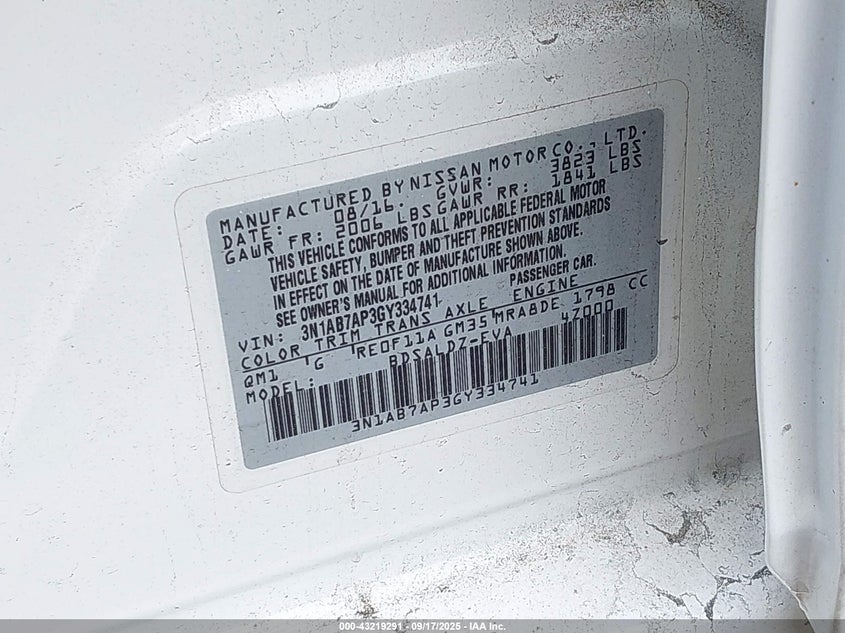 MANUFACTURED BY NISSAN MOTOR CO., LTD.
DATE: 08/16. GVWR: 3823 LBS
GAWR FR: 2006 LBS GAWR RR: 1841 LBS
THIS VEHICLE CONFORMS TO ALL APPLICABLE FEDERAL MOTOR
VEHICLE SAFETY, BUMPER AND THEFT PREVENTION STANDARDS
IN EFFECT ON THE DATE OF MANUFACTURE SHOWN ABOVE.
SEE OWNER'S MANUAL FOR ADDITIONAL INFORMATION.
VIN: 3N1AB7AP3GY334741 PASSENGER CAR.
COLOR TRIM TRANS AXLE ENGINE
QM1 G RE0F11A GM35 MRA8DE 1798 CC
MODEL: BDSALDZ-EVA 4Z000
3N1AB7AP3GY334741
000-43219291 - 09/17/2025 - IAA Inc.